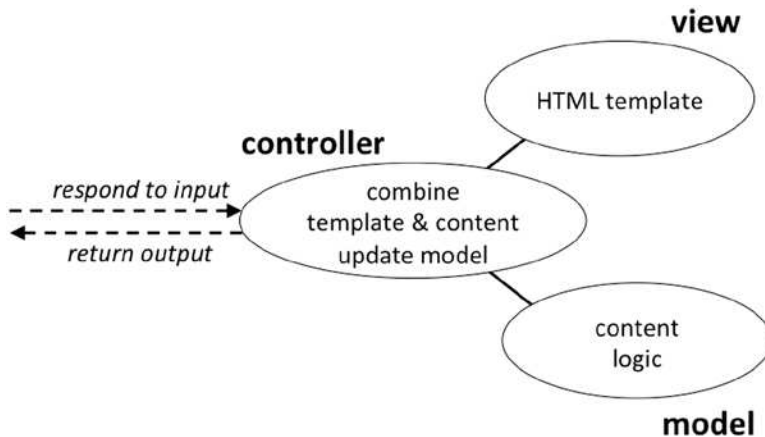 view
HTML template
controller
respond to input
combine
template & content
update model
return output
content
logic
model